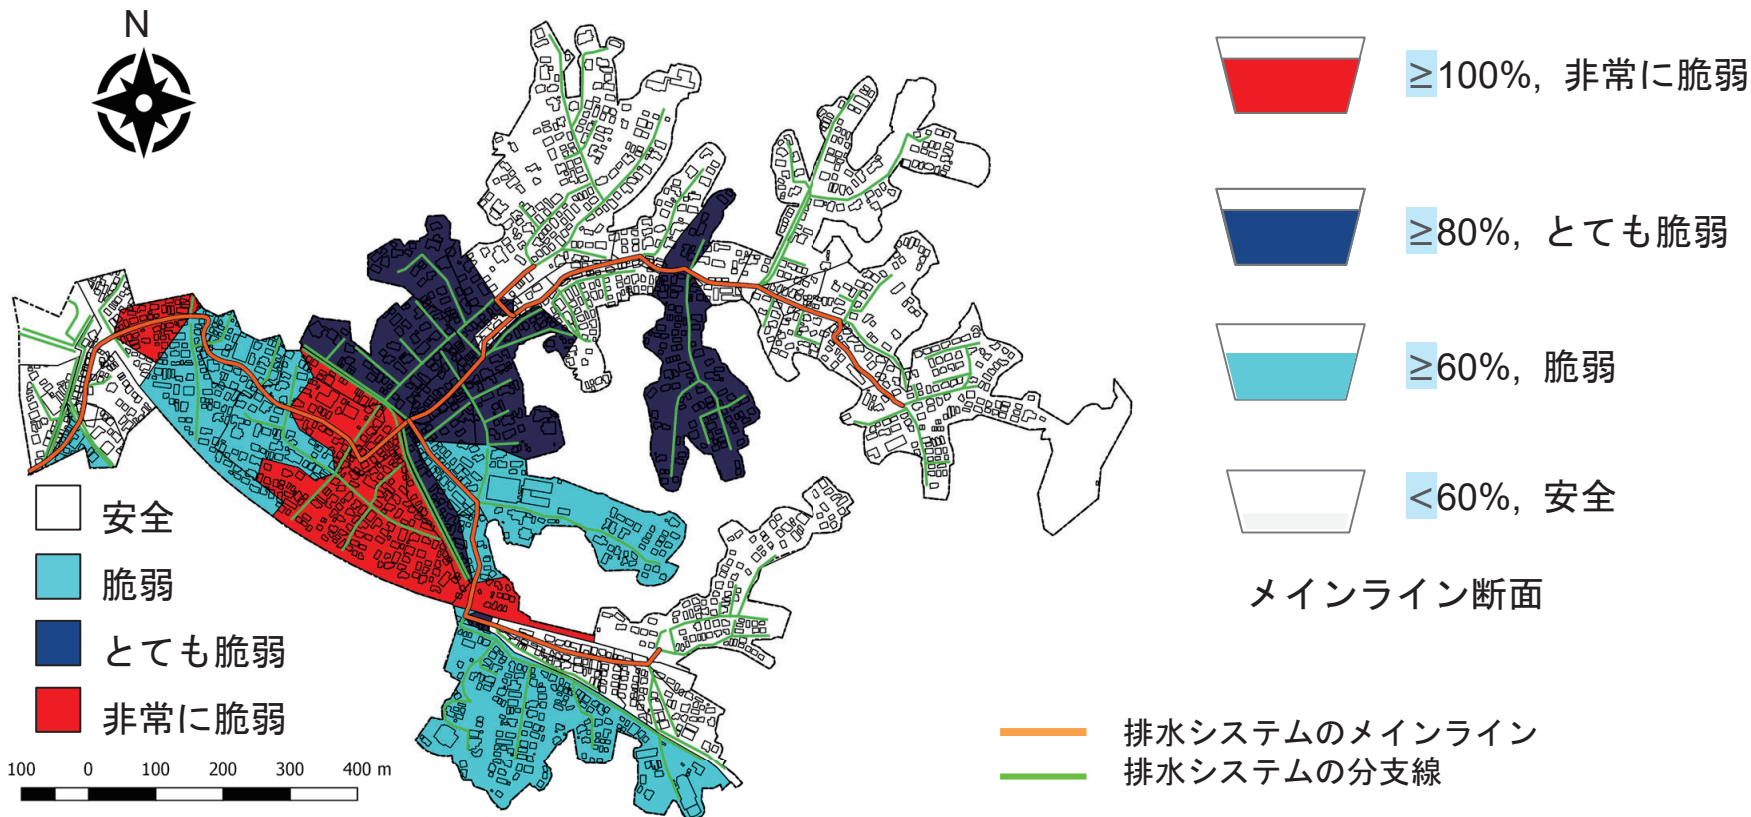 N
≥100%, 非常に脆弱
≥80%, とても脆弱
≥60%, 脆弱
<60%, 安全
メインライン断面
安全
脆弱
とても脆弱
非常に脆弱
100 0 100 200 300 400 m
排水システムのメインライン
排水システムの分支線